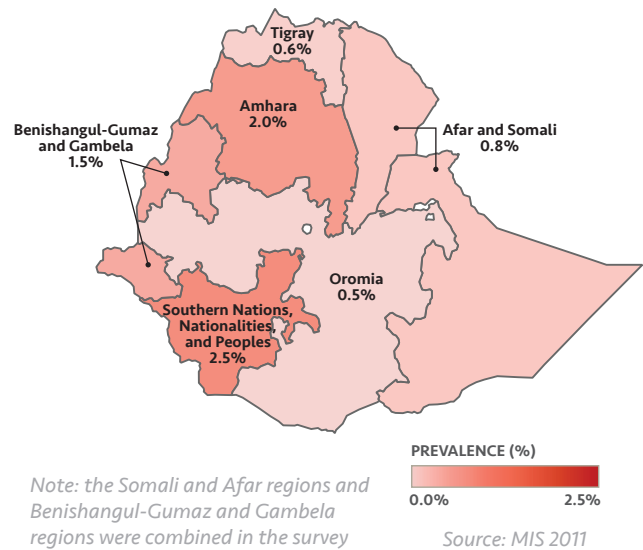 Tigray
0.6%
Amhara
2.0%
Benishangul-Gumaz
and Gambela
1.5%
Afar and Somali
0.8%
Oromia
0.5%
Southern Nations,
Nationalities,
and Peoples
2.5%
PREVALENCE (%)
0.0% 2.5%
Note: the Somali and Afar regions and
Benishangul-Gumaz and Gambela
regions were combined in the survey
Source: MIS 2011